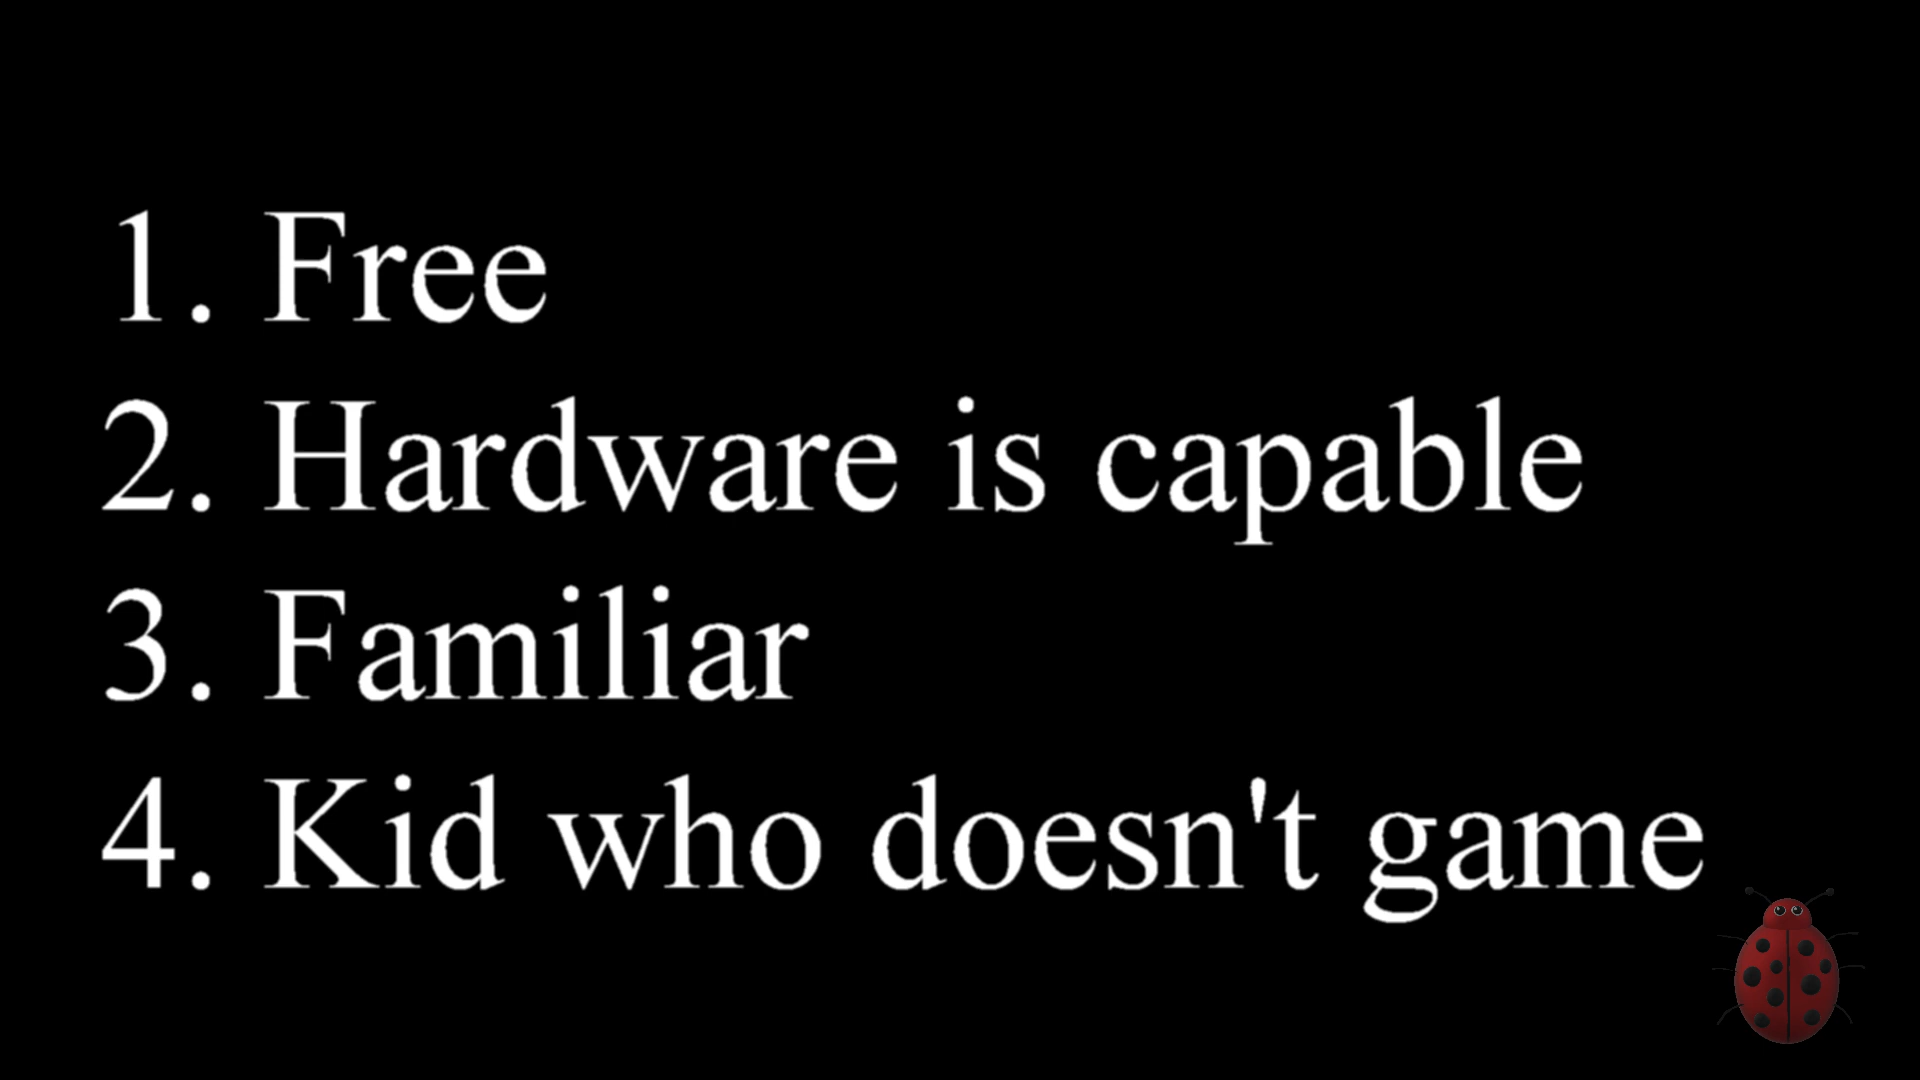 1. Free
2. Hardware is capable
3. Familiar
4. Kid who doesn't game